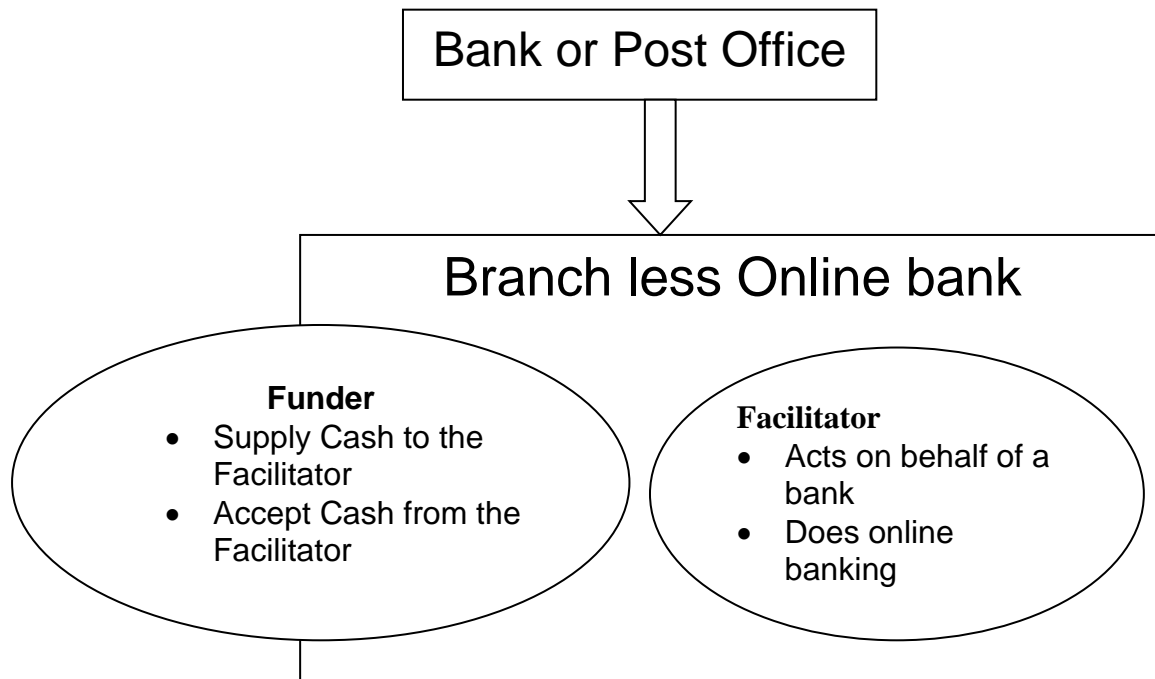 Bank or Post Office
Branch less Online bank
Funder
• Supply Cash to the
Facilitator
• Accept Cash from the
Facilitator
Facilitator
• Acts on behalf of a
bank
• Does online
banking